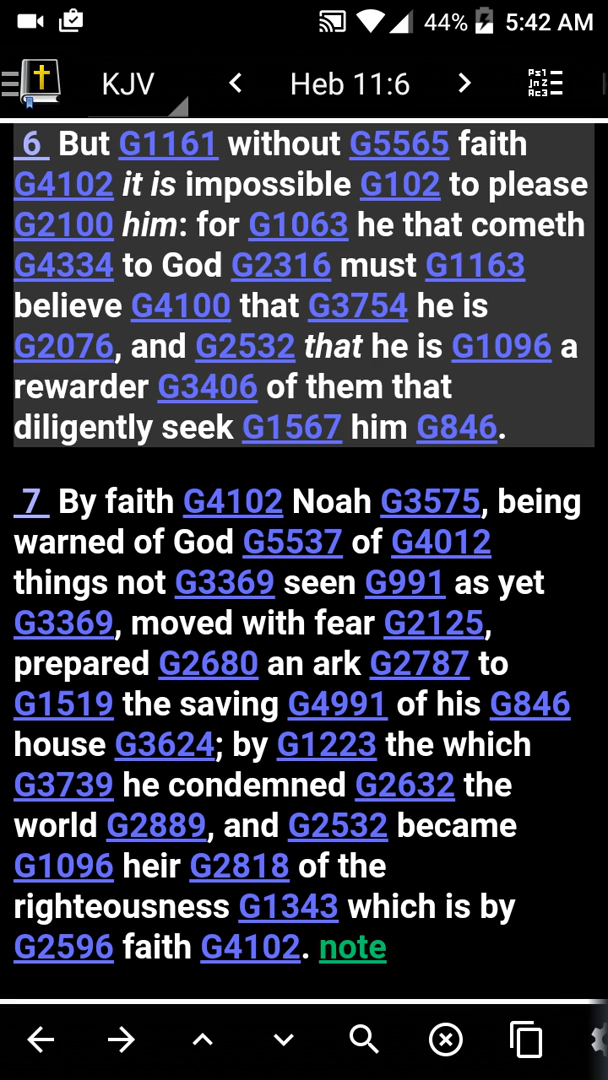 44% 5:42 AM
KJV < Heb 11:6 >
6 But G1161 without G5565 faith
G4102 it is impossible G102 to please
G2100 him: for G1063 he that cometh
G4334 to God G2316 must G1163
believe G4100 that G3754 he is
G2076, and G2532 that he is G1096 a
rewarder G3406 of them that
diligently seek G1567 him G846.
7 By faith G4102 Noah G3575, being
warned of God G5537 of G4012
things not G3369 seen G991 as yet
G3369, moved with fear G2125,
prepared G2680 an ark G2787 to
G1519 the saving G4991 of his G846
house G3624; by G1223 the which
G3739 he condemned G2632 the
world G2889, and G2532 became
G1096 heir G2818 of the
righteousness G1343 which is by
G2596 faith G4102. note